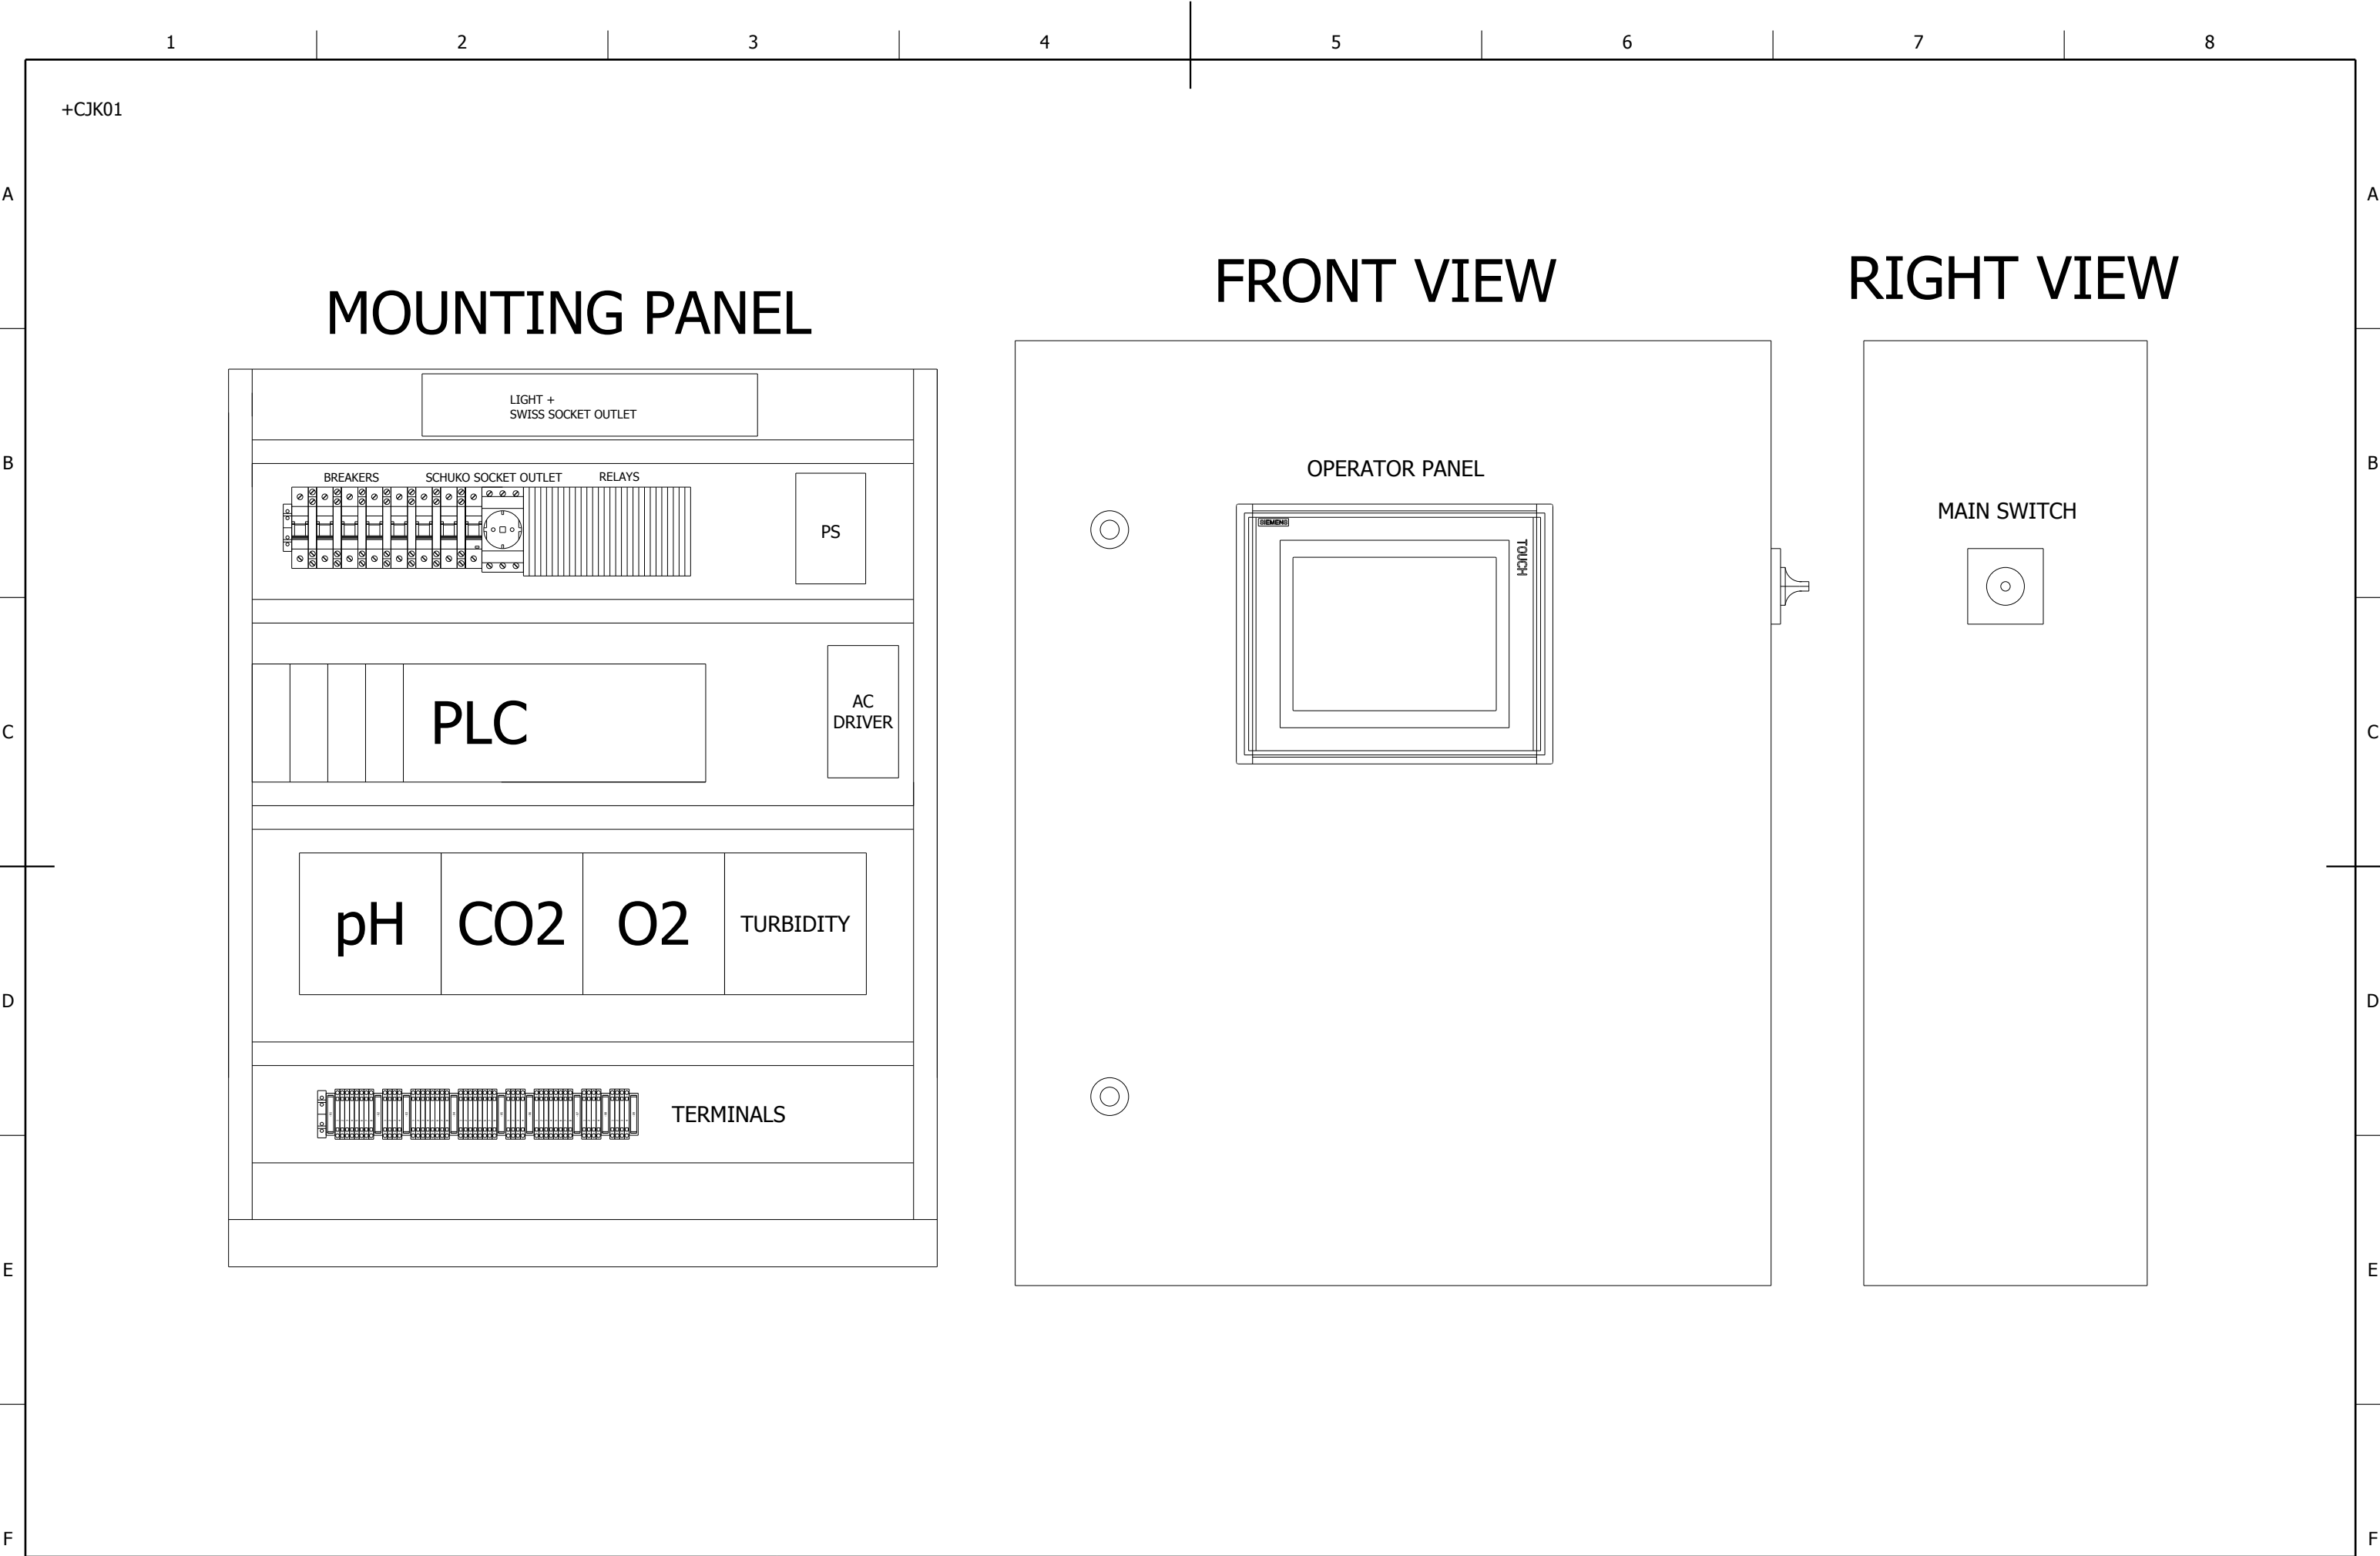 1 2 3 4 5 6 7 8
+CJK01
A A
FRONT VIEW
RIGHT VIEW
MOUNTING PANEL
LIGHT +
SWISS SOCKET OUTLET
B B
BREAKERS SCHUKO SOCKET OUTLET RELAYS
OPERATOR PANEL
MAIN SWITCH
SIEMENS
PS
TOUCH
AC
DRIVER
PLC
C C
pH CO2 O2 TURBIDITY
D D
TERMINALS
E E
F F